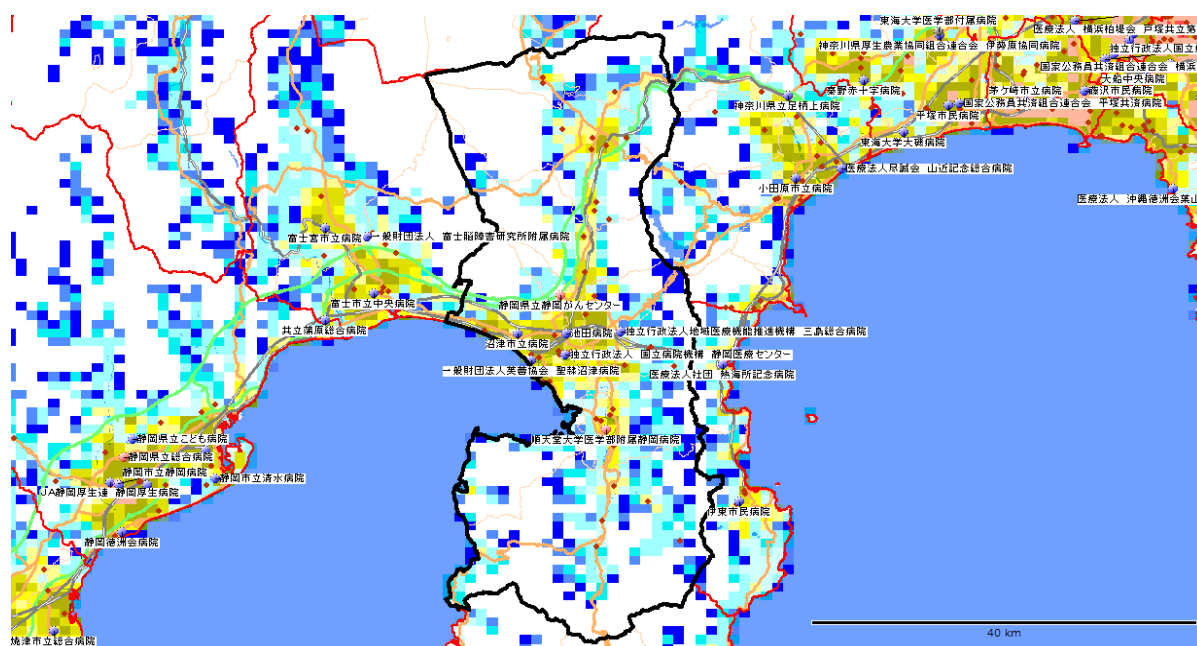 東海大学医学部付属病院
医療法人 横浜柏堤会 戸塚共立第
神奈川県厚生農業協同組合連合会 伊勢原協同病院
独立行政法人国立
国家公務員共済組合連合会 横浜
大船中央病院
秦野赤十字病院
茅ケ崎市立病院
藤沢市民病院
神奈川県立足柄上病院
国家公務員共済組合連合会 平塚共済病院
平塚市民病院
東海大学大磯病院
医療法人尽誠会 山近記念総合病院
小田原市立病院
医療法人 沖縄徳洲会葉山
富士宮市立病院
一般財団法人 富士脳障害研究所附属病院
富士市立中央病院
静岡県立静岡がんセンター
共立蒲原総合病院
池田病院
独立行政法人地域医療機能推進機構 三島総合病院
沼津市立病院
独立行政法人 国立病院機構 静岡医療センター
一般財団法人芙蓉協会 聖隷沼津病院
医療法人社団 熱海所記念病院
静岡県立こども病院
順天堂大学医学部附属静岡病院
静岡県立総合病院
静岡市立静岡病院
静岡市立清水病院
JA静岡厚生連 静岡厚生病院
伊東市民病院
静岡徳洲会病院
焼津市立総合病院
40 km